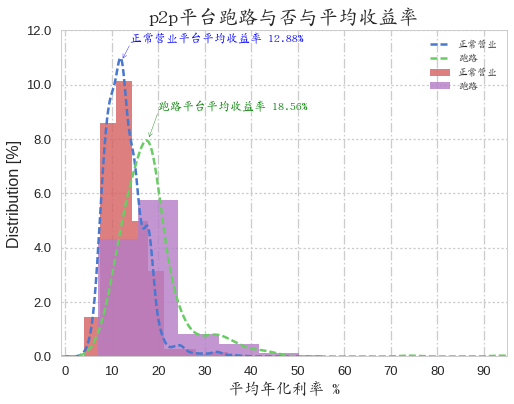 p2p平台跑路与否与平均收益率
正常营业平台平均收益率 12.88%
跑路平台平均收益率 18.56%
正常营业
跑路
正常营业
跑路
Distribution [%]
12.0
10.0
8.0
6.0
4.0
2.0
0.0
0 10 20 30 40 50 60 70 80 90
平均年化利率 %